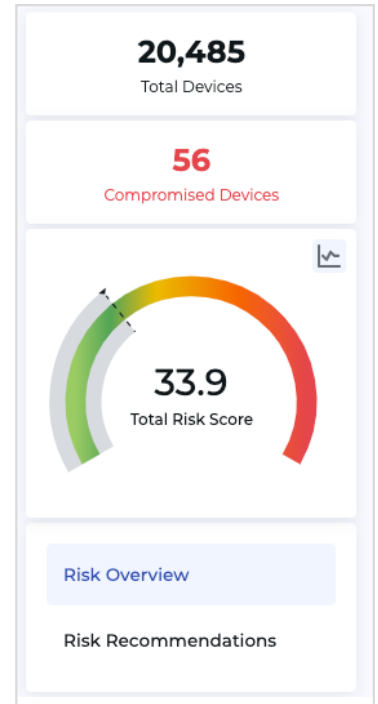 20,485
Total Devices
56
Compromised Devices
33.9
Total Risk Score
Risk Overview
Risk Recommendations